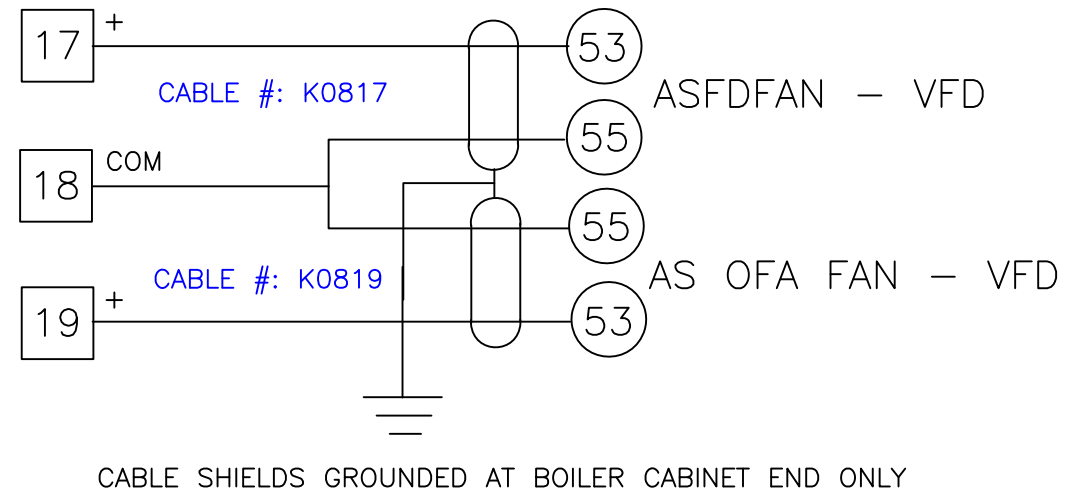 17 + 53
CABLE #: K0817
ASFDFAN - VFD
55
18 COM
55
CABLE #: K0819
AS OFA FAN - VFD
19 + 53
CABLE SHIELDS GROUNDED AT BOILER CABINET END ONLY